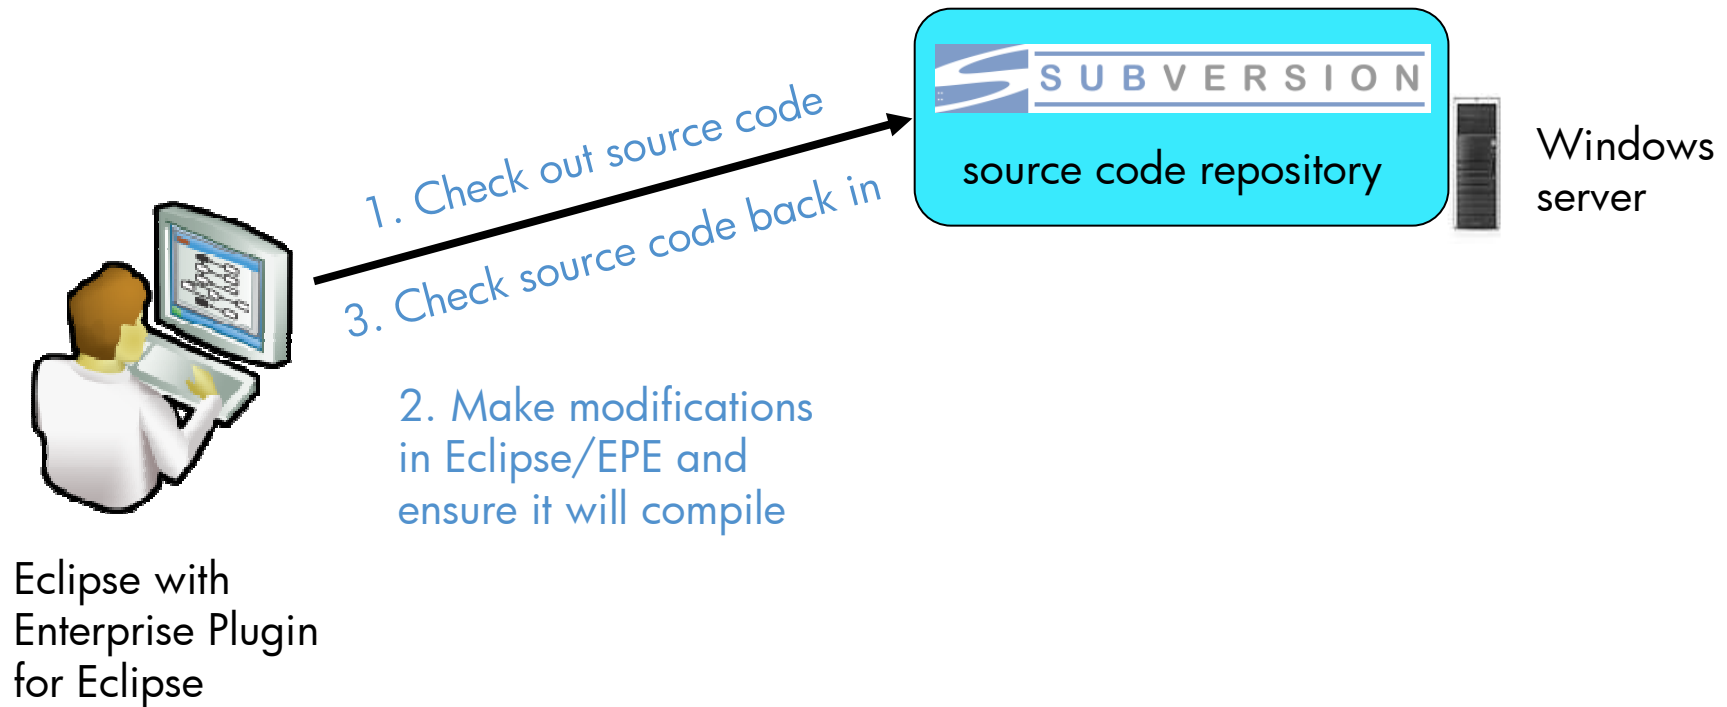 SUBVERSION
source code repository
Windows
server
1. Check out source code
3. Check source code back in
2. Make modifications
in Eclipse/EPE and
ensure it will compile
Eclipse with
Enterprise Plugin
for Eclipse